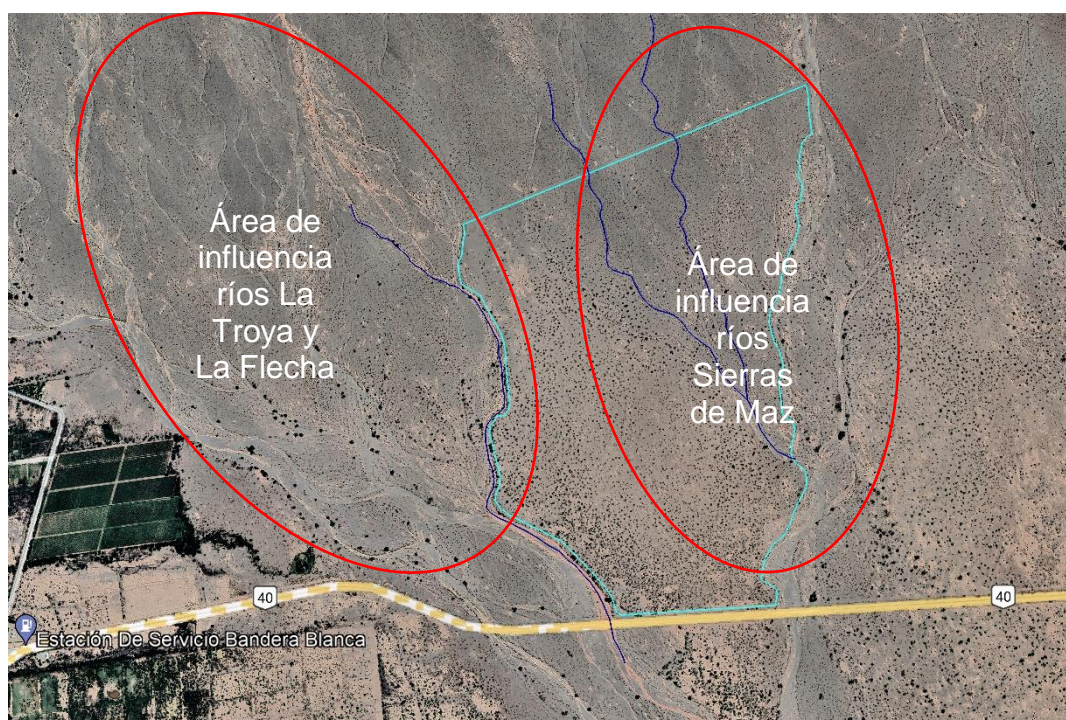 Área de
influencia
ríos La
Troya y
La Flecha
Área de
influencia
ríos
Sierras
de Maz
40
40
Estación De Servicio Bandera Blanca